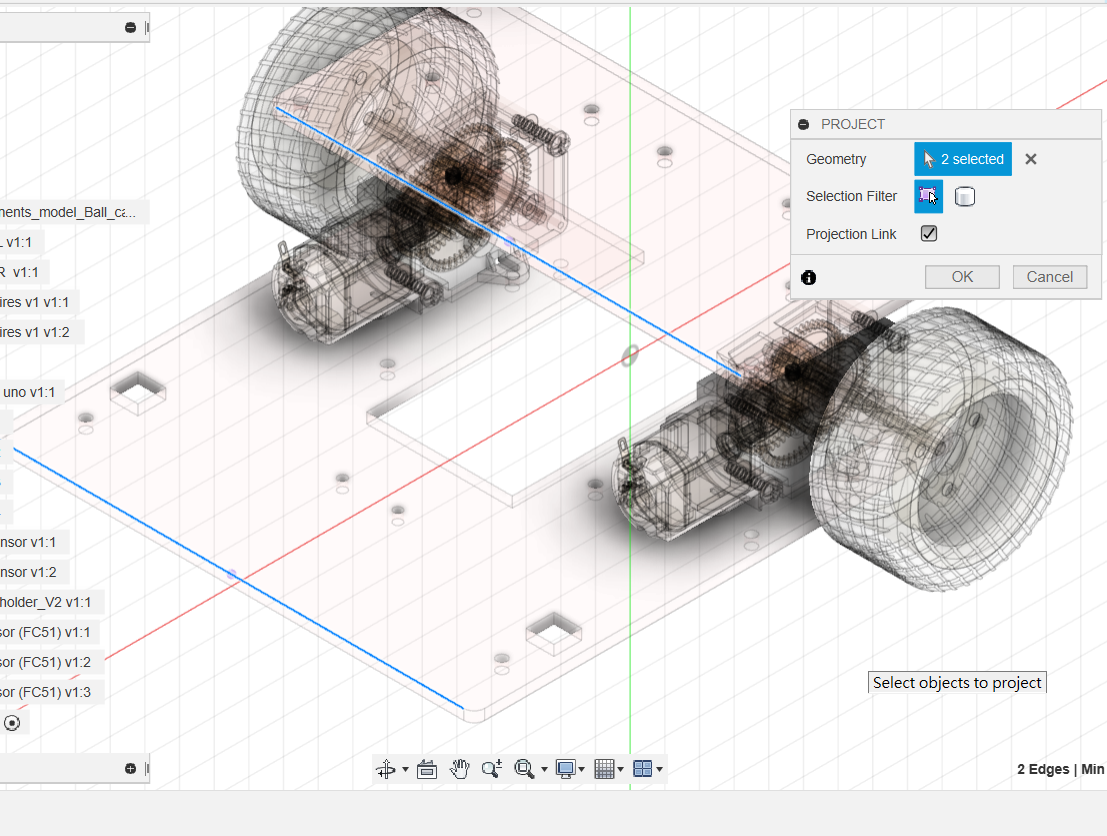 PROJECT
Geometry
2 selected
Selection Filter
Projection Link
OK
Cancel
nents_model_Ball_ca...
v1:1
R v1:1
ires v1 v1:1
ires v1 v1:2
uno v1:1
nsor v1:1
nsor v1:2
holder_V2 v1:1
sor (FC51) v1:1
sor (FC51) v1:2
sor (FC51) v1:3
Select objects to project
2 Edges | Min